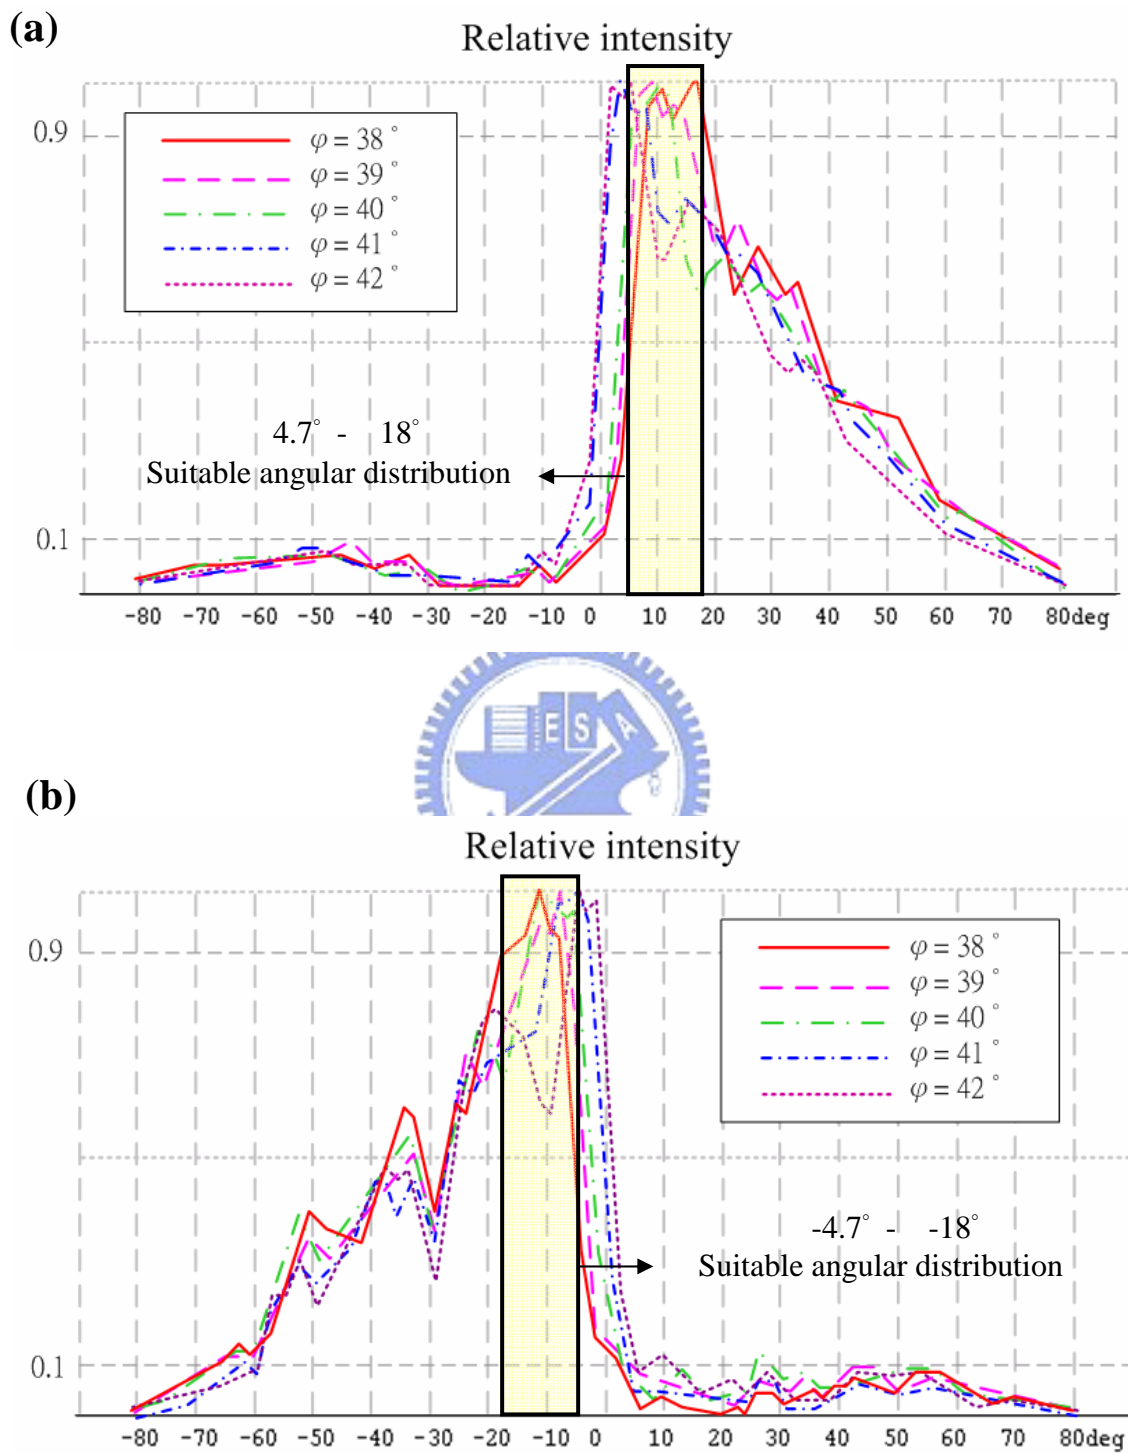 (a)
Relative intensity
0.9
φ = 38 °
φ = 39 °
φ = 40 °
φ = 41 °
φ = 42 °
4.7° - 18°
Suitable angular distribution
0.1
-80 -70 -60 -50 -40 -30 -20 -10 0 10 20 30 40 50 60 70 80deg
E S A
(b)
Relative intensity
0.9
φ = 38 °
φ = 39 °
φ = 40 °
φ = 41 °
φ = 42 °
-4.7° - -18°
Suitable angular distribution
0.1
-80 -70 -60 -50 -40 -30 -20 -10 0 10 20 30 40 50 60 70 80deg